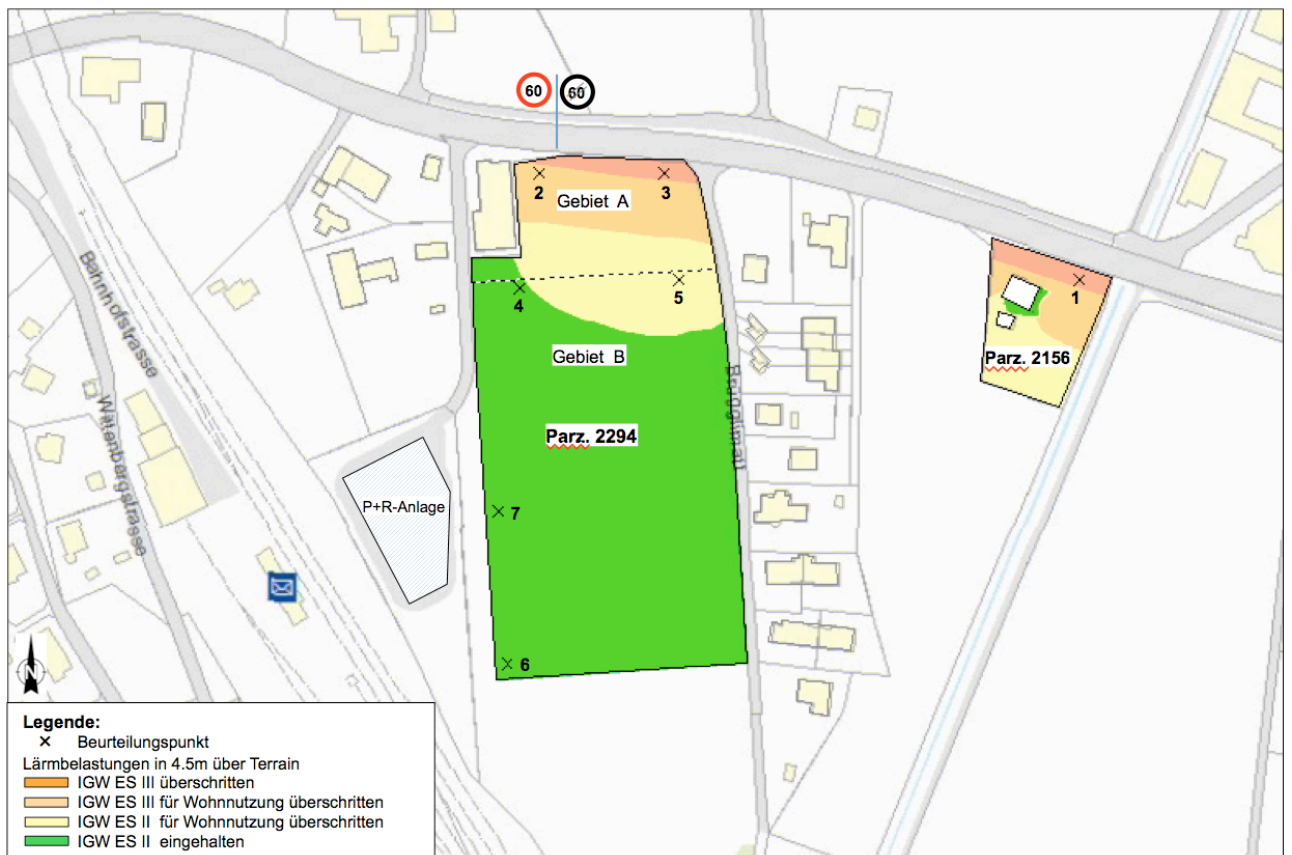 60
60
2
3
Gebiet A
5
4
1
Gebiet B
Parz. 2156
Parz. 2294
Bahnhofstrasse
Brügglimatt
Wittenbergstrasse
P+R-Anlage
7
6
N
Legende:
× Beurteilungspunkt
Lärmbelastungen in 4.5m über Terrain
IGW ES III überschritten
IGW ES III für Wohnnutzung überschritten
IGW ES II für Wohnnutzung überschritten
IGW ES II eingehalten